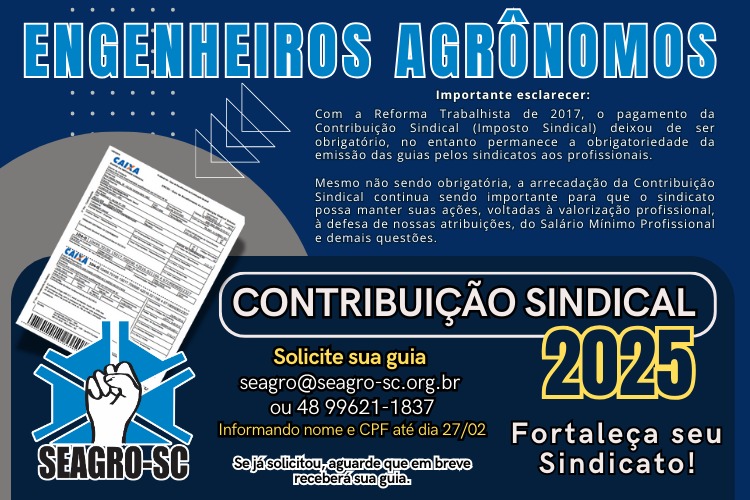 ENGENHEIROS AGRÔNOMOS
Importante esclarecer:
Com a Reforma Trabalhista de 2017, o pagamento da
Contribuição Sindical (Imposto Sindical) deixou de ser
obrigatório, no entanto permanece a obrigatoriedade da
emissão das guias pelos sindicatos aos profissionais.
Mesmo não sendo obrigatória, a arrecadação da Contribuição
Sindical continua sendo importante para que o sindicato
possa manter suas ações, voltadas à valorização profissional,
à defesa de nossas atribuições, do Salário Mínimo Profissional
e demais questões.
CAIXA
CAIXA
CONTRIBUIÇÃO SINDICAL
2025
Solicite sua guia
seagro@seagro-sc.org.br
ou 48 99621-1837
Informando nome e CPF até dia 27/02
Se já solicitou, aguarde que em breve
receberá sua guia.
Fortaleça seu
Sindicato!
SEAGRO-SC